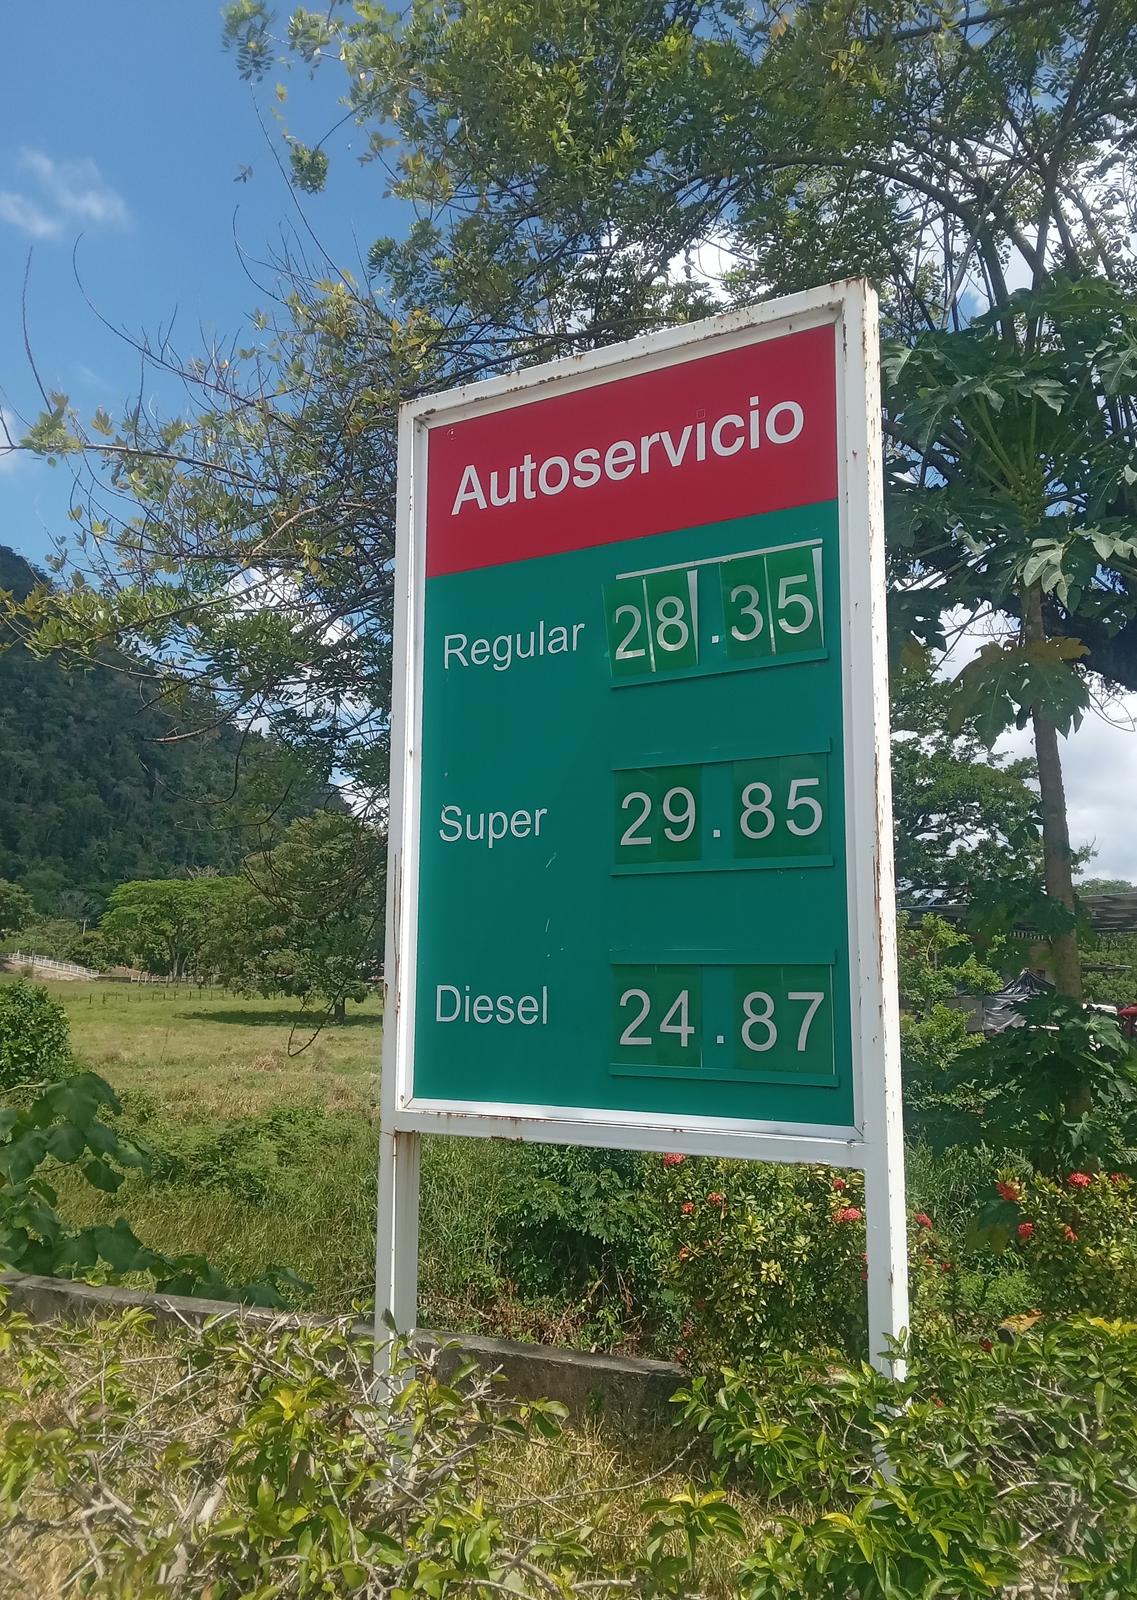 Autoservicio
Regular 28.35
Super 29.85
Diesel 24.87